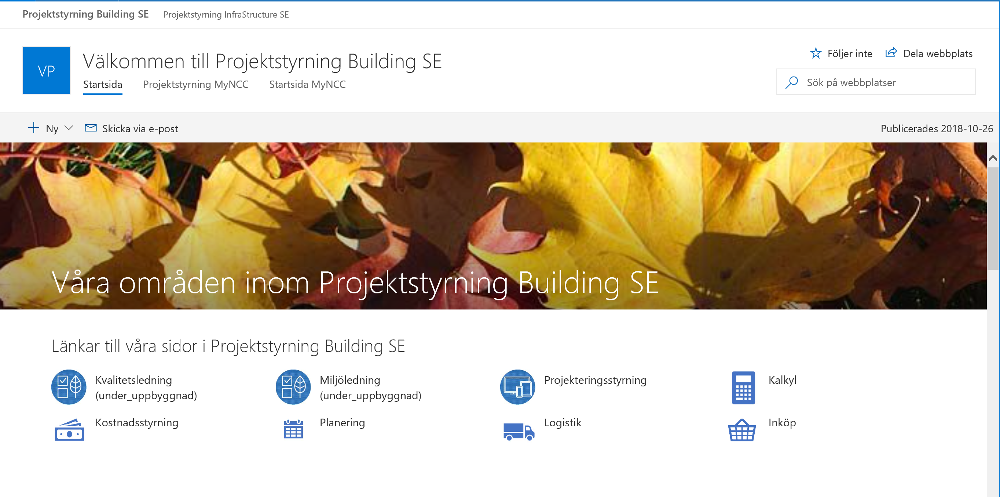 Projektstyrning Building SE Projektstyrning InfraStructure SE
VP
Välkommen till Projektstyrning Building SE
Startsida Projektstyrning MyNCC Startsida MyNCC
Följer inte Dela webbplats
Sök på webbplatser
Ny Skicka via e-post Publicerades 2018-10-26
Våra områden inom Projektstyrning Building SE
Länkar till våra sidor i Projektstyrning Building SE
Kvalitetsledning
(under_uppbyggnad)
Miljöledning
(under_uppbyggnad)
Projekteringsstyrning
Kalkyl
Kostnadsstyrning
Planering
Logistik
Inköp